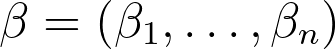 β = (β₁, . . . , βₙ)